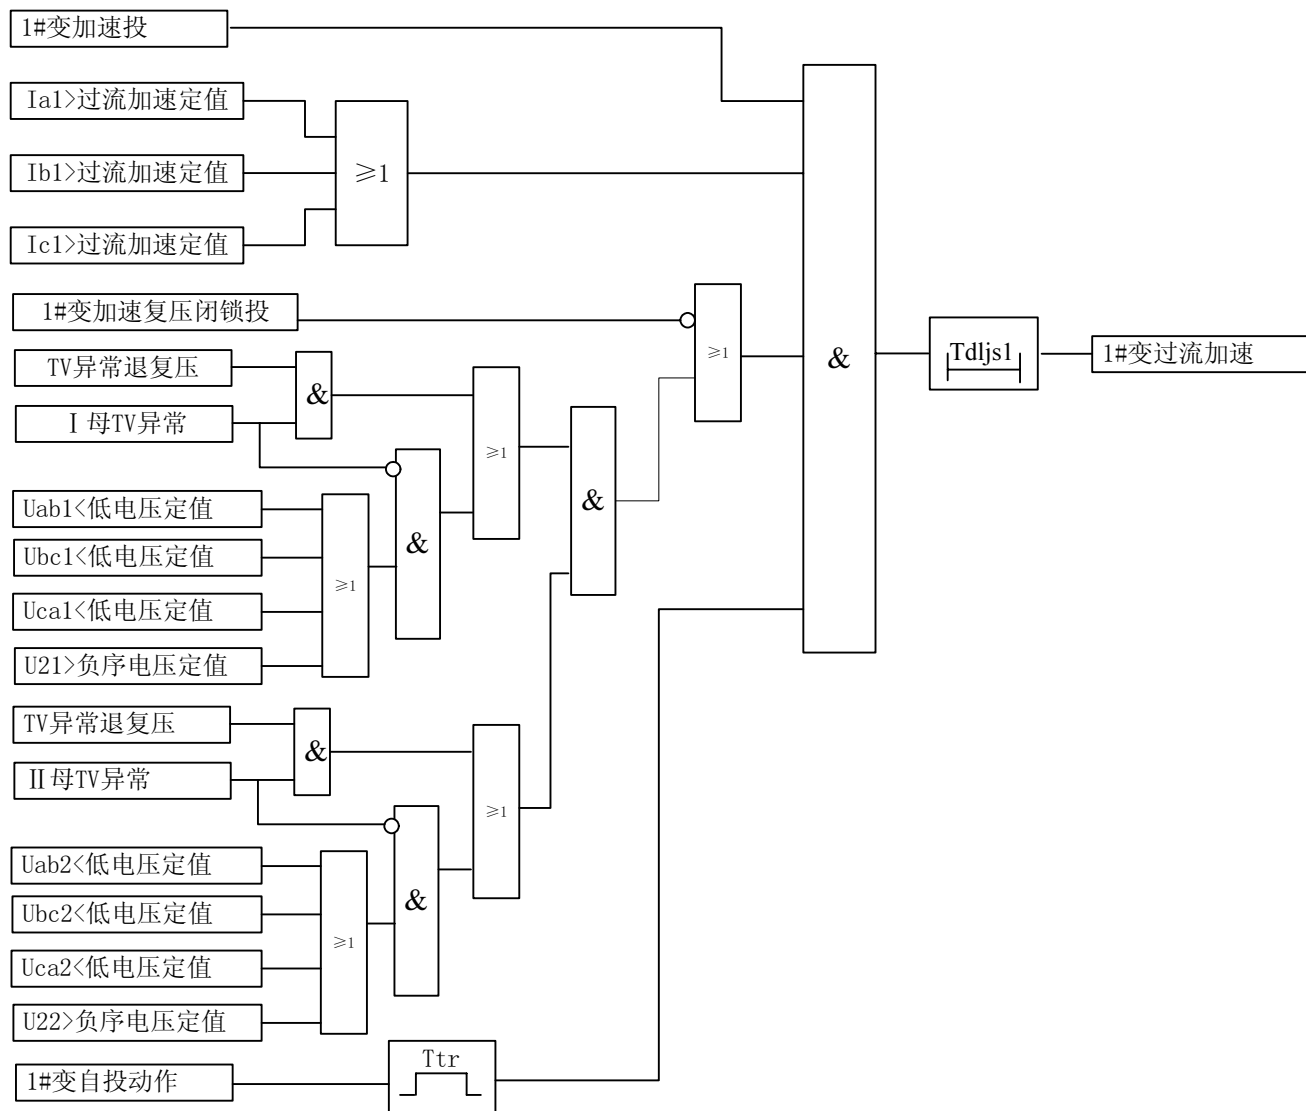 1#变加速投
Ia1>过流加速定值
Ib1>过流加速定值
≥1
Ic1>过流加速定值
1#变加速复压闭锁投
≥1
&
Tdljs1
1#变过流加速
TV异常退复压
&
Ⅰ母TV异常
≥1
&
Uab1<低电压定值
Ubc1<低电压定值
&
≥1
Uca1<低电压定值
U21>负序电压定值
TV异常退复压
&
Ⅱ母TV异常
≥1
Uab2<低电压定值
&
Ubc2<低电压定值
≥1
Uca2<低电压定值
U22>负序电压定值
Ttr
1#变自投动作